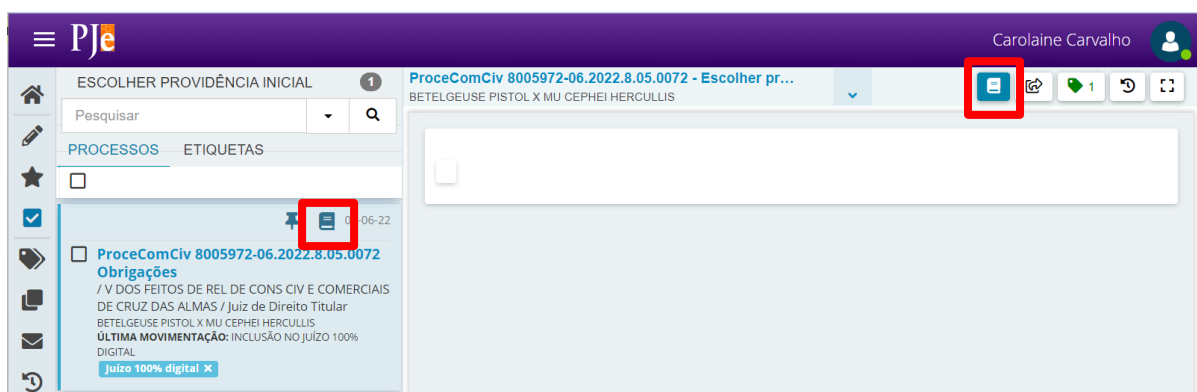 PJe
Carolaine Carvalho
ESCOLHER PROVIDÊNCIA INICIAL 1
Pesquisar
PROCESSOS ETIQUETAS
-06-22
ProceComCiv 8005972-06.2022.8.05.0072
Obrigações
/ V DOS FEITOS DE REL DE CONS CIV E COMERCIAIS
DE CRUZ DAS ALMAS / Juiz de Direito Titular
BETELGEUSE PISTOL X MU CEPHEI HERCULLIS
ÚLTIMA MOVIMENTAÇÃO: INCLUSÃO NO JUÍZO 100%
DIGITAL
Juízo 100% digital ×
ProceComCiv 8005972-06.2022.8.05.0072 - Escolher pr...
BETELGEUSE PISTOL X MU CEPHEI HERCULLIS
1